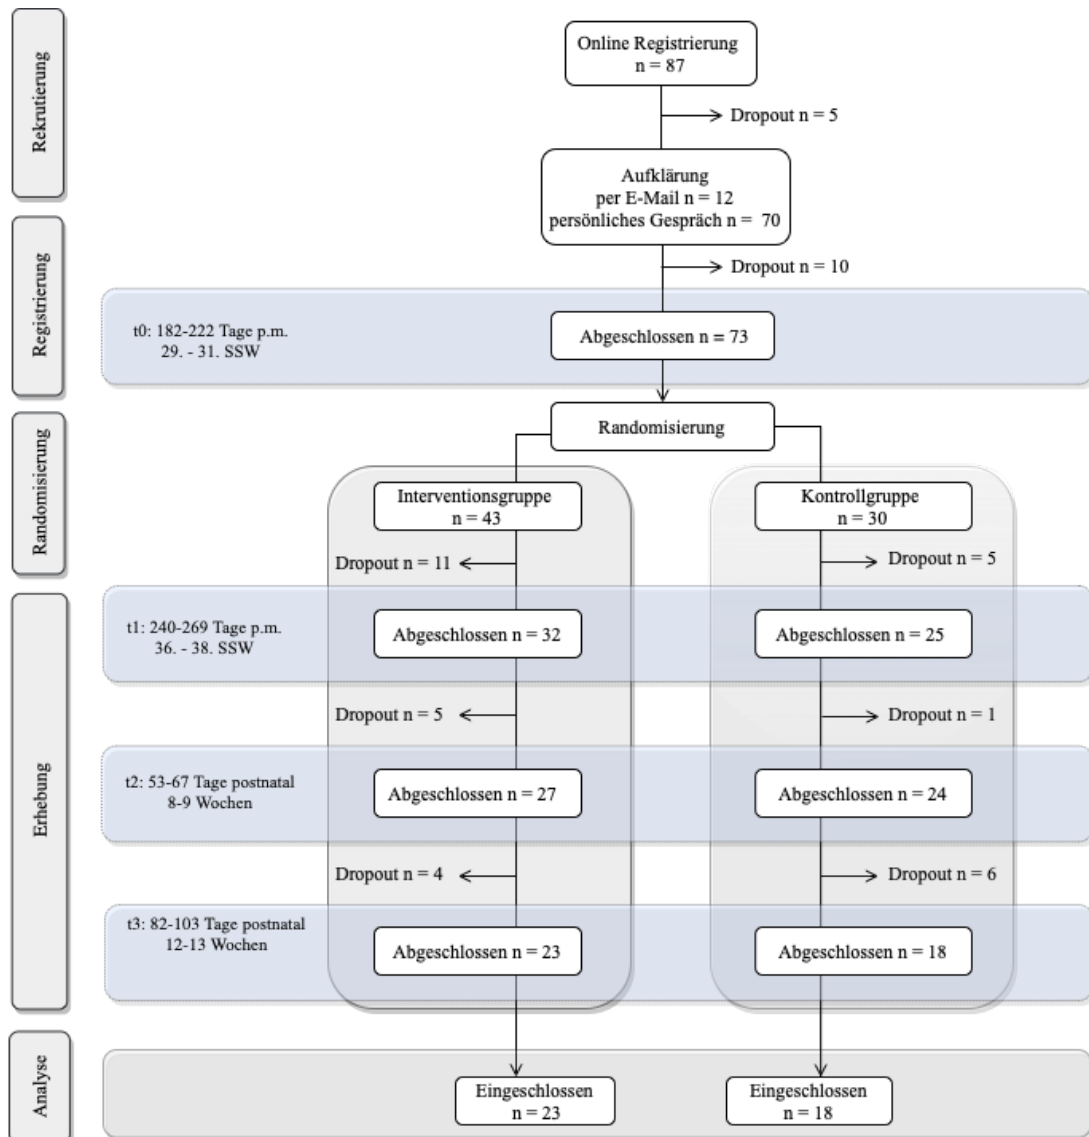 Rekrutierung
Online Registrierung
n = 87
Dropout n = 5
Aufklärung
per E-Mail n = 12
persönliches Gespräch n = 70
Registrierung
Dropout n = 10
t0: 182-222 Tage p.m.
29. - 31. SSW
Abgeschlossen n = 73
Randomisierung
Randomisierung
Interventionsgruppe
n = 43
Kontrollgruppe
n = 30
Dropout n = 11
Dropout n = 5
Erhebung
t1: 240-269 Tage p.m.
36. - 38. SSW
Abgeschlossen n = 32
Abgeschlossen n = 25
Dropout n = 5
Dropout n = 1
t2: 53-67 Tage postnatal
8-9 Wochen
Abgeschlossen n = 27
Abgeschlossen n = 24
Dropout n = 4
Dropout n = 6
t3: 82-103 Tage postnatal
12-13 Wochen
Abgeschlossen n = 23
Abgeschlossen n = 18
Analyse
Eingeschlossen
n = 23
Eingeschlossen
n = 18